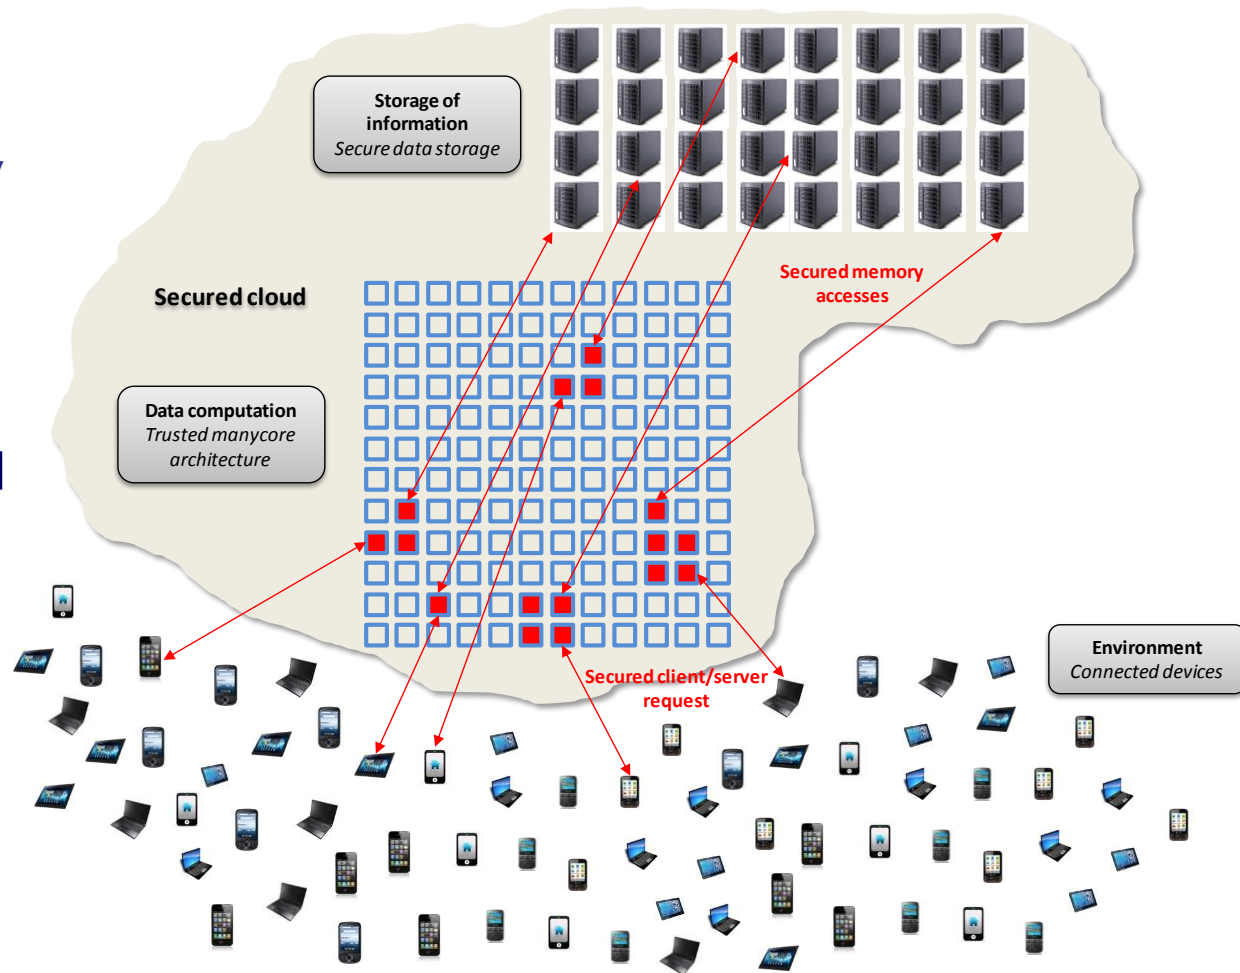 Storage of
information
Secure data storage
Secured memory
accesses
Secured cloud
Data computation
Trusted manycore
architecture
Environment
Connected devices
Secured client/server
request